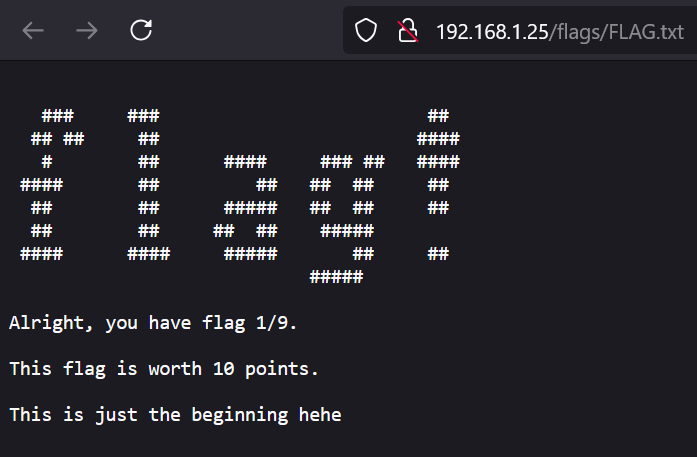 192.168.1.25/flags/FLAG.txt
flag!
Alright, you have flag 1/9.
This flag is worth 10 points.
This is just the beginning hehe